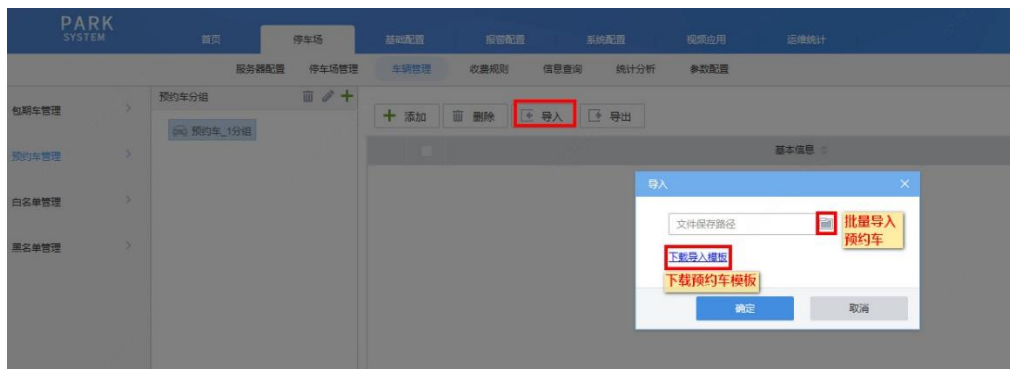 PARK
SYSTEM
首页 停车场 基础配置 报警配置 系统配置 视频应用 运维统计
服务器配置 停车场管理 车辆管理 收费规则 信息查询 统计分析 参数配置
包期车管理
预约车管理
白名单管理
黑名单管理
预约车分组
预约车_1分组
添加 删除 导入 导出
基本信息
导入
文件保存路径
批量导入
预约车
下载导入模板
下载预约车模板
确定 取消